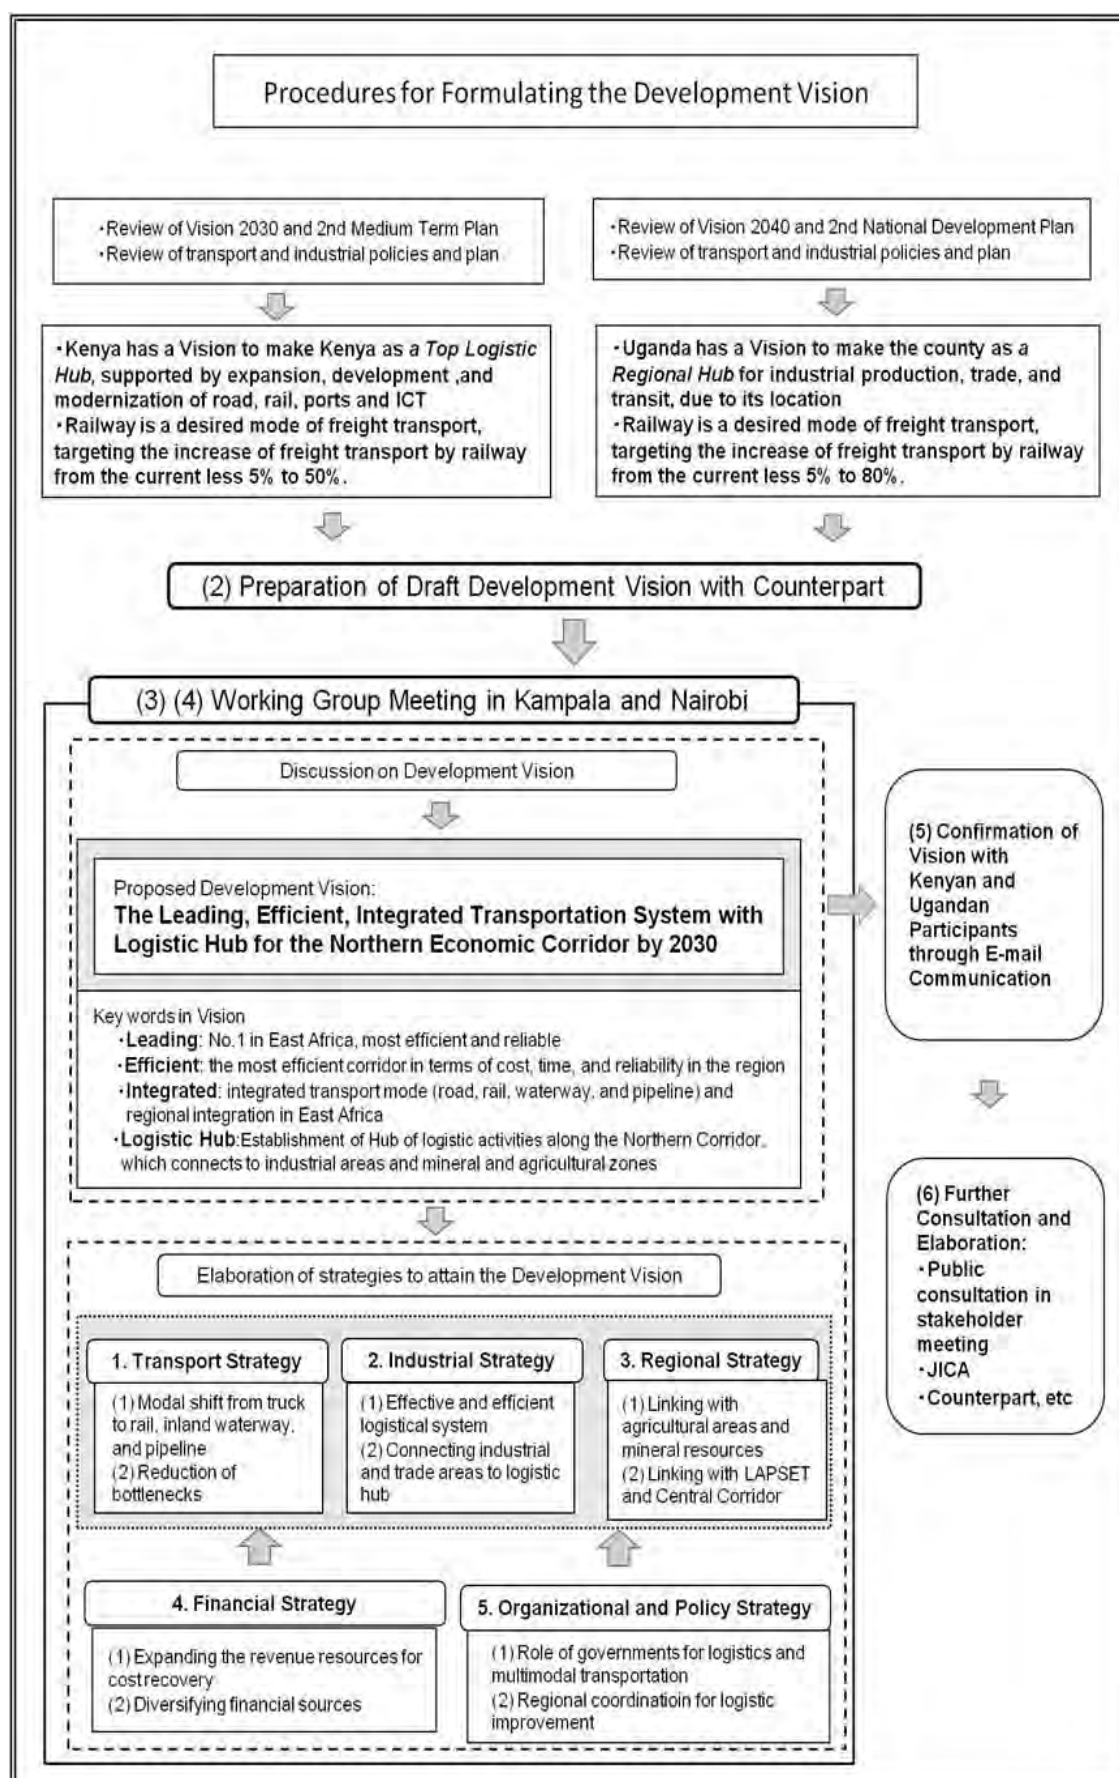 Procedures for Formulating the Development Vision
・Review of Vision 2030 and 2nd Medium Term Plan
・Review of transport and industrial policies and plan
・Review of Vision 2040 and 2nd National Development Plan
・Review of transport and industrial policies and plan
・Kenya has a Vision to make Kenya as a Top Logistic
Hub, supported by expansion, development ,and
modernization of road, rail, ports and ICT
・Railway is a desired mode of freight transport,
targeting the increase of freight transport by railway
from the current less 5% to 50%.
・Uganda has a Vision to make the county as a
Regional Hub for industrial production, trade, and
transit, due to its location
・Railway is a desired mode of freight transport,
targeting the increase of freight transport by railway
from the current less 5% to 80%.
(2) Preparation of Draft Development Vision with Counterpart
(3) (4) Working Group Meeting in Kampala and Nairobi
Discussion on Development Vision
Proposed Development Vision:
The Leading, Efficient, Integrated Transportation System with
Logistic Hub for the Northern Economic Corridor by 2030
Key words in Vision
・Leading: No.1 in East Africa, most efficient and reliable
・Efficient: the most efficient corridor in terms of cost, time, and reliability in the region
・Integrated: integrated transport mode (road, rail, waterway, and pipeline) and
regional integration in East Africa
・Logistic Hub:Establishment of Hub of logistic activities along the Northern Corridor,
which connects to industrial areas and mineral and agricultural zones
(5) Confirmation of
Vision with
Kenyan and
Ugandan
Participants
through E-mail
Communication
(6) Further
Consultation and
Elaboration:
・Public
consultation in
stakeholder
meeting
・JICA
・Counterpart, etc
Elaboration of strategies to attain the Development Vision
1. Transport Strategy
(1) Modal shift from truck
to rail, inland waterway,
and pipeline
(2) Reduction of
bottlenecks
2. Industrial Strategy
(1) Effective and efficient
logistical system
(2) Connecting industrial
and trade areas to logistic
hub
3. Regional Strategy
(1) Linking with
agricultural areas and
mineral resources
(2) Linking with LAPSET
and Central Corridor
4. Financial Strategy
(1) Expanding the revenue resources for
cost recovery
(2) Diversifying financial sources
5. Organizational and Policy Strategy
(1) Role of governments for logistics and
multimodal transportation
(2) Regional coordinatioin for logistic
improvement